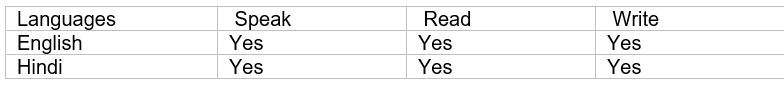 Languages Speak Read Write
English Yes Yes Yes
Hindi Yes Yes Yes